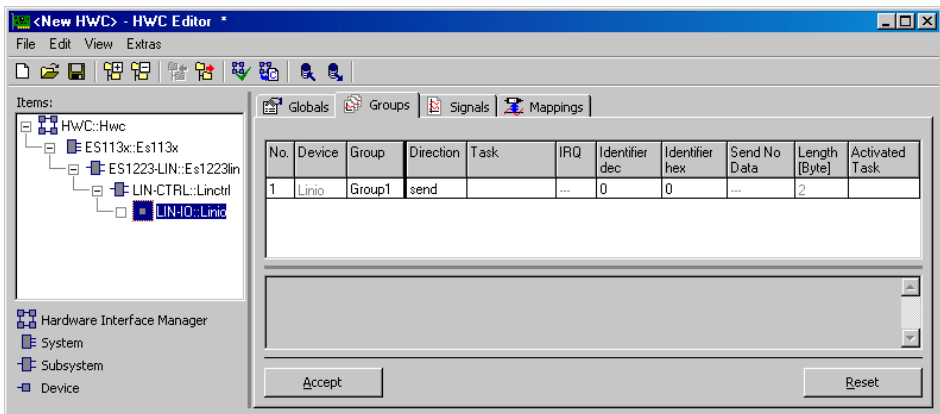 <New HWC> - HWC Editor *
File Edit View Extras
Items:
HWC::Hwc
ES113x::Es113x
ES1223-LIN::Es1223lin
LIN-CTRL::Linctrl
LIN-IO::Linio
Hardware Interface Manager
System
Subsystem
Device
Globals Groups Signals Mappings
No. Device Group Direction Task IRQ Identifier dec Identifier hex Send No Data Length [Byte] Activated Task
1 Linio Group1 send --- 0 0 --- 2
Accept Reset